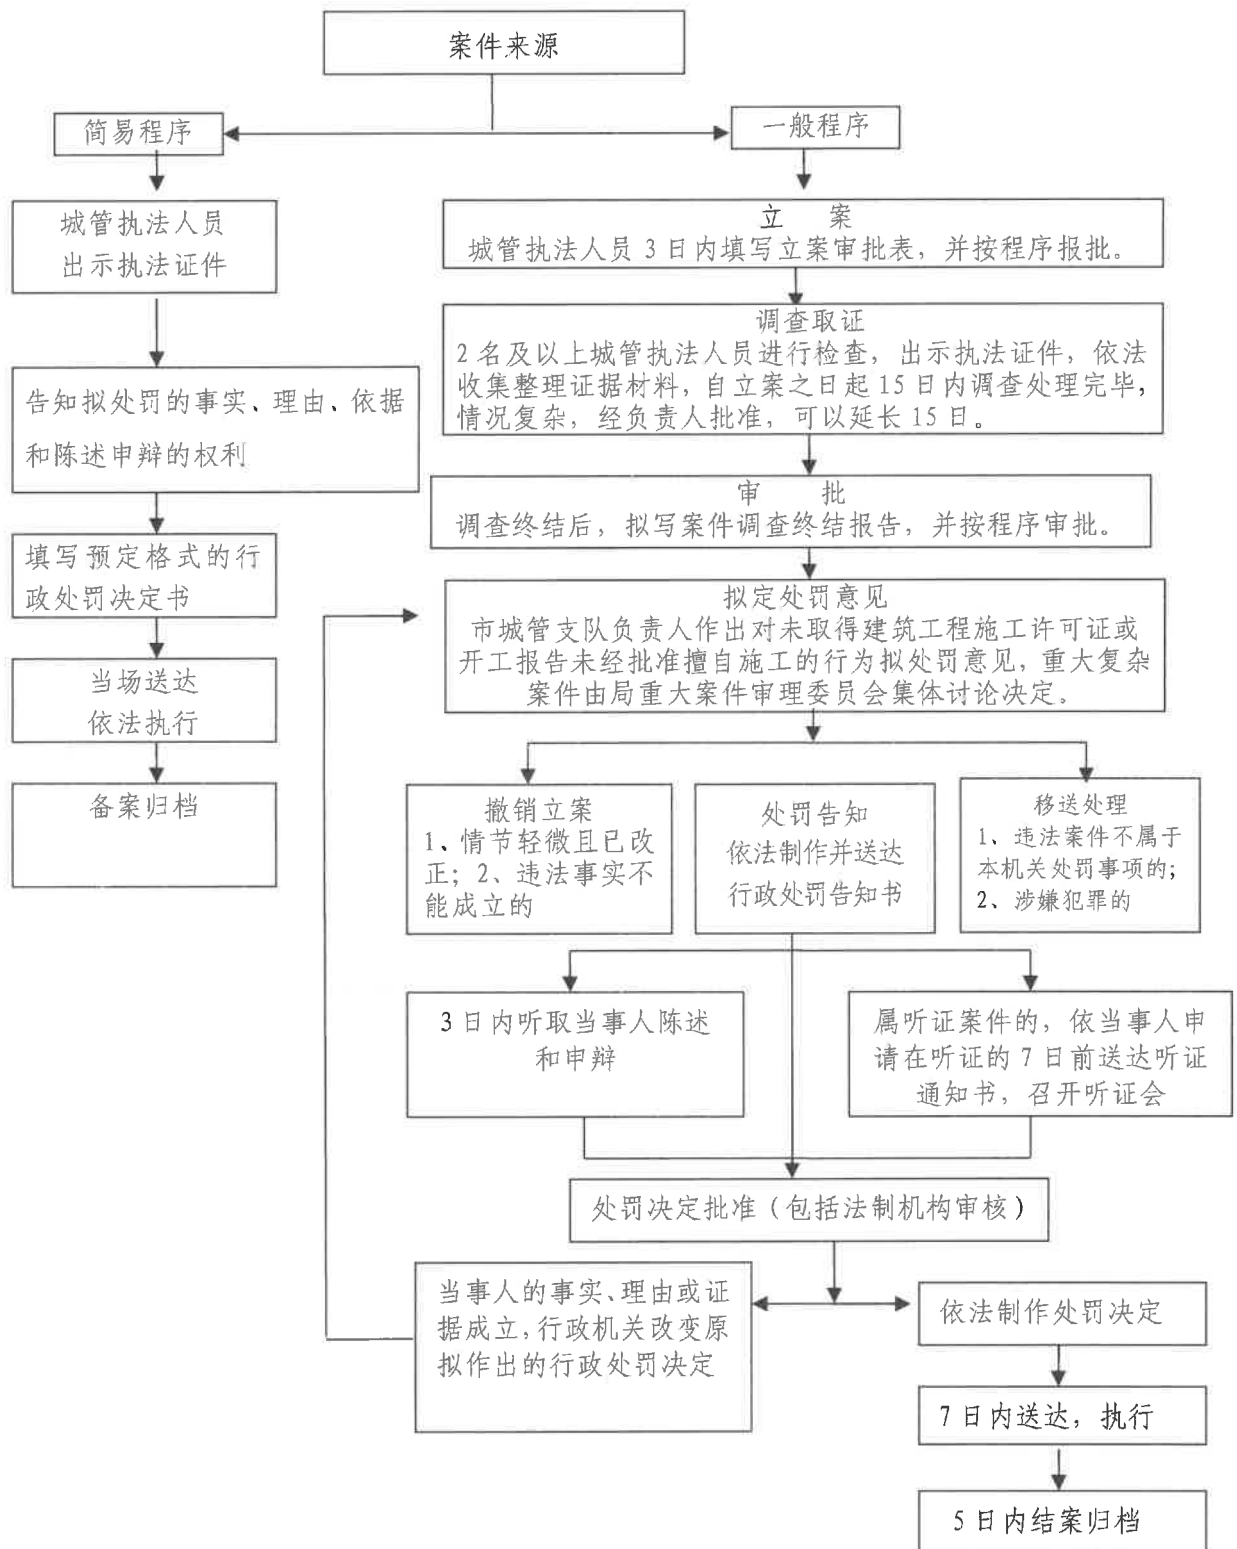 案件来源
简易程序
一般程序
城管执法人员
出示执法证件
告知拟处罚的事实、理由、依据
和陈述申辩的权利
填写预定格式的行
政处罚决定书
当场送达
依法执行
备案归档
立 案
城管执法人员 3 日内填写立案审批表，并按程序报批。
调查取证
2 名及以上城管执法人员进行检查，出示执法证件，依法
收集整理证据材料，自立案之日起 15 日内调查处理完毕，
情况复杂，经负责人批准，可以延长 15 日。
审 批
调查终结后，拟写案件调查终结报告，并按程序审批。
拟定处罚意见
市城管支队负责人作出对未取得建筑工程施工许可证或
开工报告未经批准擅自施工的行为拟处罚意见，重大复杂
案件由局重大案件审理委员会集体讨论决定。
撤销立案
1、情节轻微且已改
正；2、违法事实不
能成立的
处罚告知
依法制作并送达
行政处罚告知书
移送处理
1、违法案件不属于
本机关处罚事项的；
2、涉嫌犯罪的
3 日内听取当事人陈述
和申辩
属听证案件的，依当事人申
请在听证的 7 日前送达听证
通知书，召开听证会
处罚决定批准（包括法制机构审核）
当事人的事实、理由或证
据成立，行政机关改变原
拟作出的行政处罚决定
依法制作处罚决定
7 日内送达，执行
5 日内结案归档